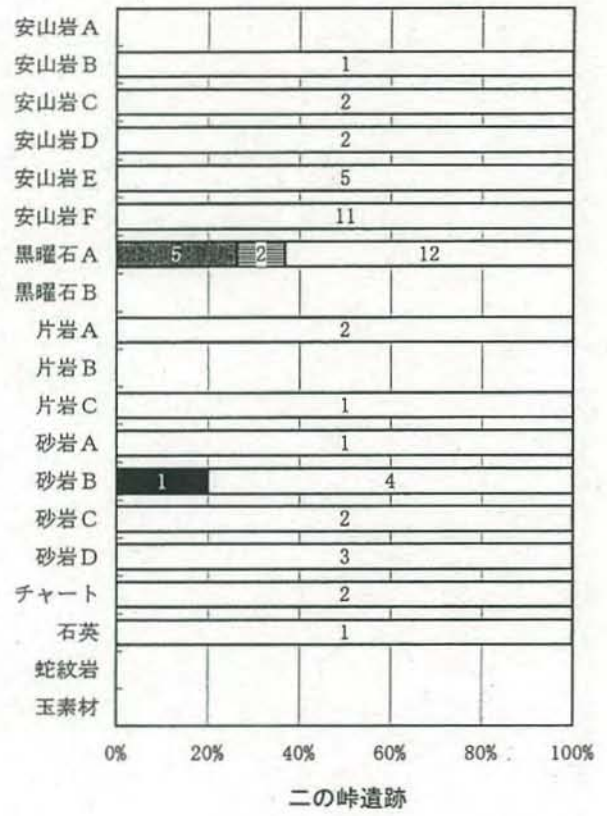 安山岩A
安山岩B 1
安山岩C 2
安山岩D 2
安山岩E 5
安山岩F 11
黒曜石A 5 2 12
黒曜石B
片岩A 2
片岩B
片岩C 1
砂岩A 1
砂岩B 1 4
砂岩C 2
砂岩D 3
チャート 2
石英 1
蛇紋岩
玉素材
0% 20% 40% 60% 80% 100%
二の峠遺跡